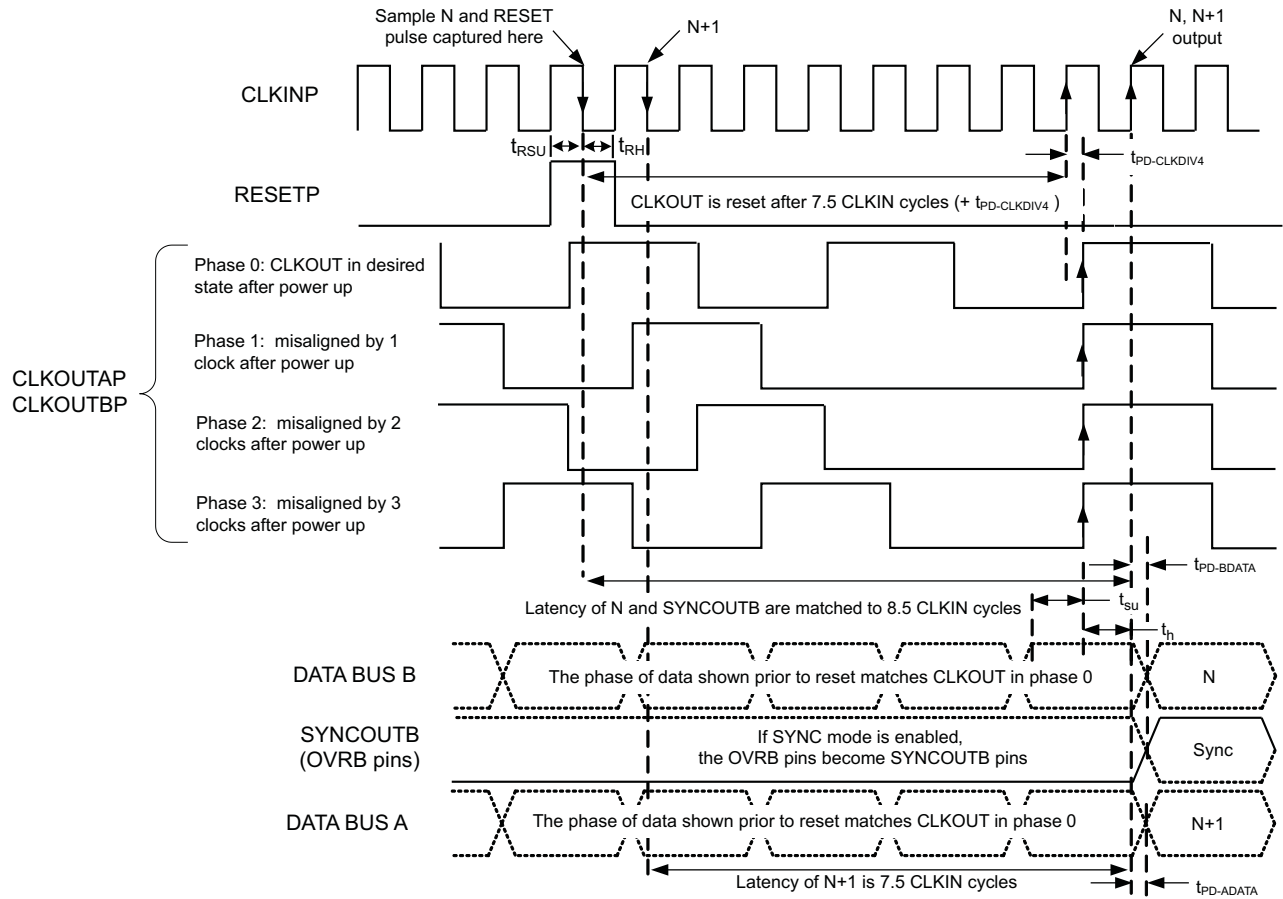 Sample N and RESET
pulse captured here
N+1
N, N+1
output
CLKINP
tRSU
tRH
tPD-CLKDIV4
RESETP
CLKOUT is reset after 7.5 CLKIN cycles (+ tPD-CLKDIV4 )
Phase 0: CLKOUT in desired
state after power up
Phase 1: misaligned by 1
clock after power up
CLKOUTAP
CLKOUTBP
Phase 2: misaligned by 2
clocks after power up
Phase 3: misaligned by 3
clocks after power up
tPD-BDATA
Latency of N and SYNCOUTB are matched to 8.5 CLKIN cycles
tsu
th
DATA BUS B
The phase of data shown prior to reset matches CLKOUT in phase 0
N
SYNCOUTB
(OVRB pins)
If SYNC mode is enabled,
the OVRB pins become SYNCOUTB pins
Sync
DATA BUS A
The phase of data shown prior to reset matches CLKOUT in phase 0
N+1
Latency of N+1 is 7.5 CLKIN cycles
tPD-ADATA